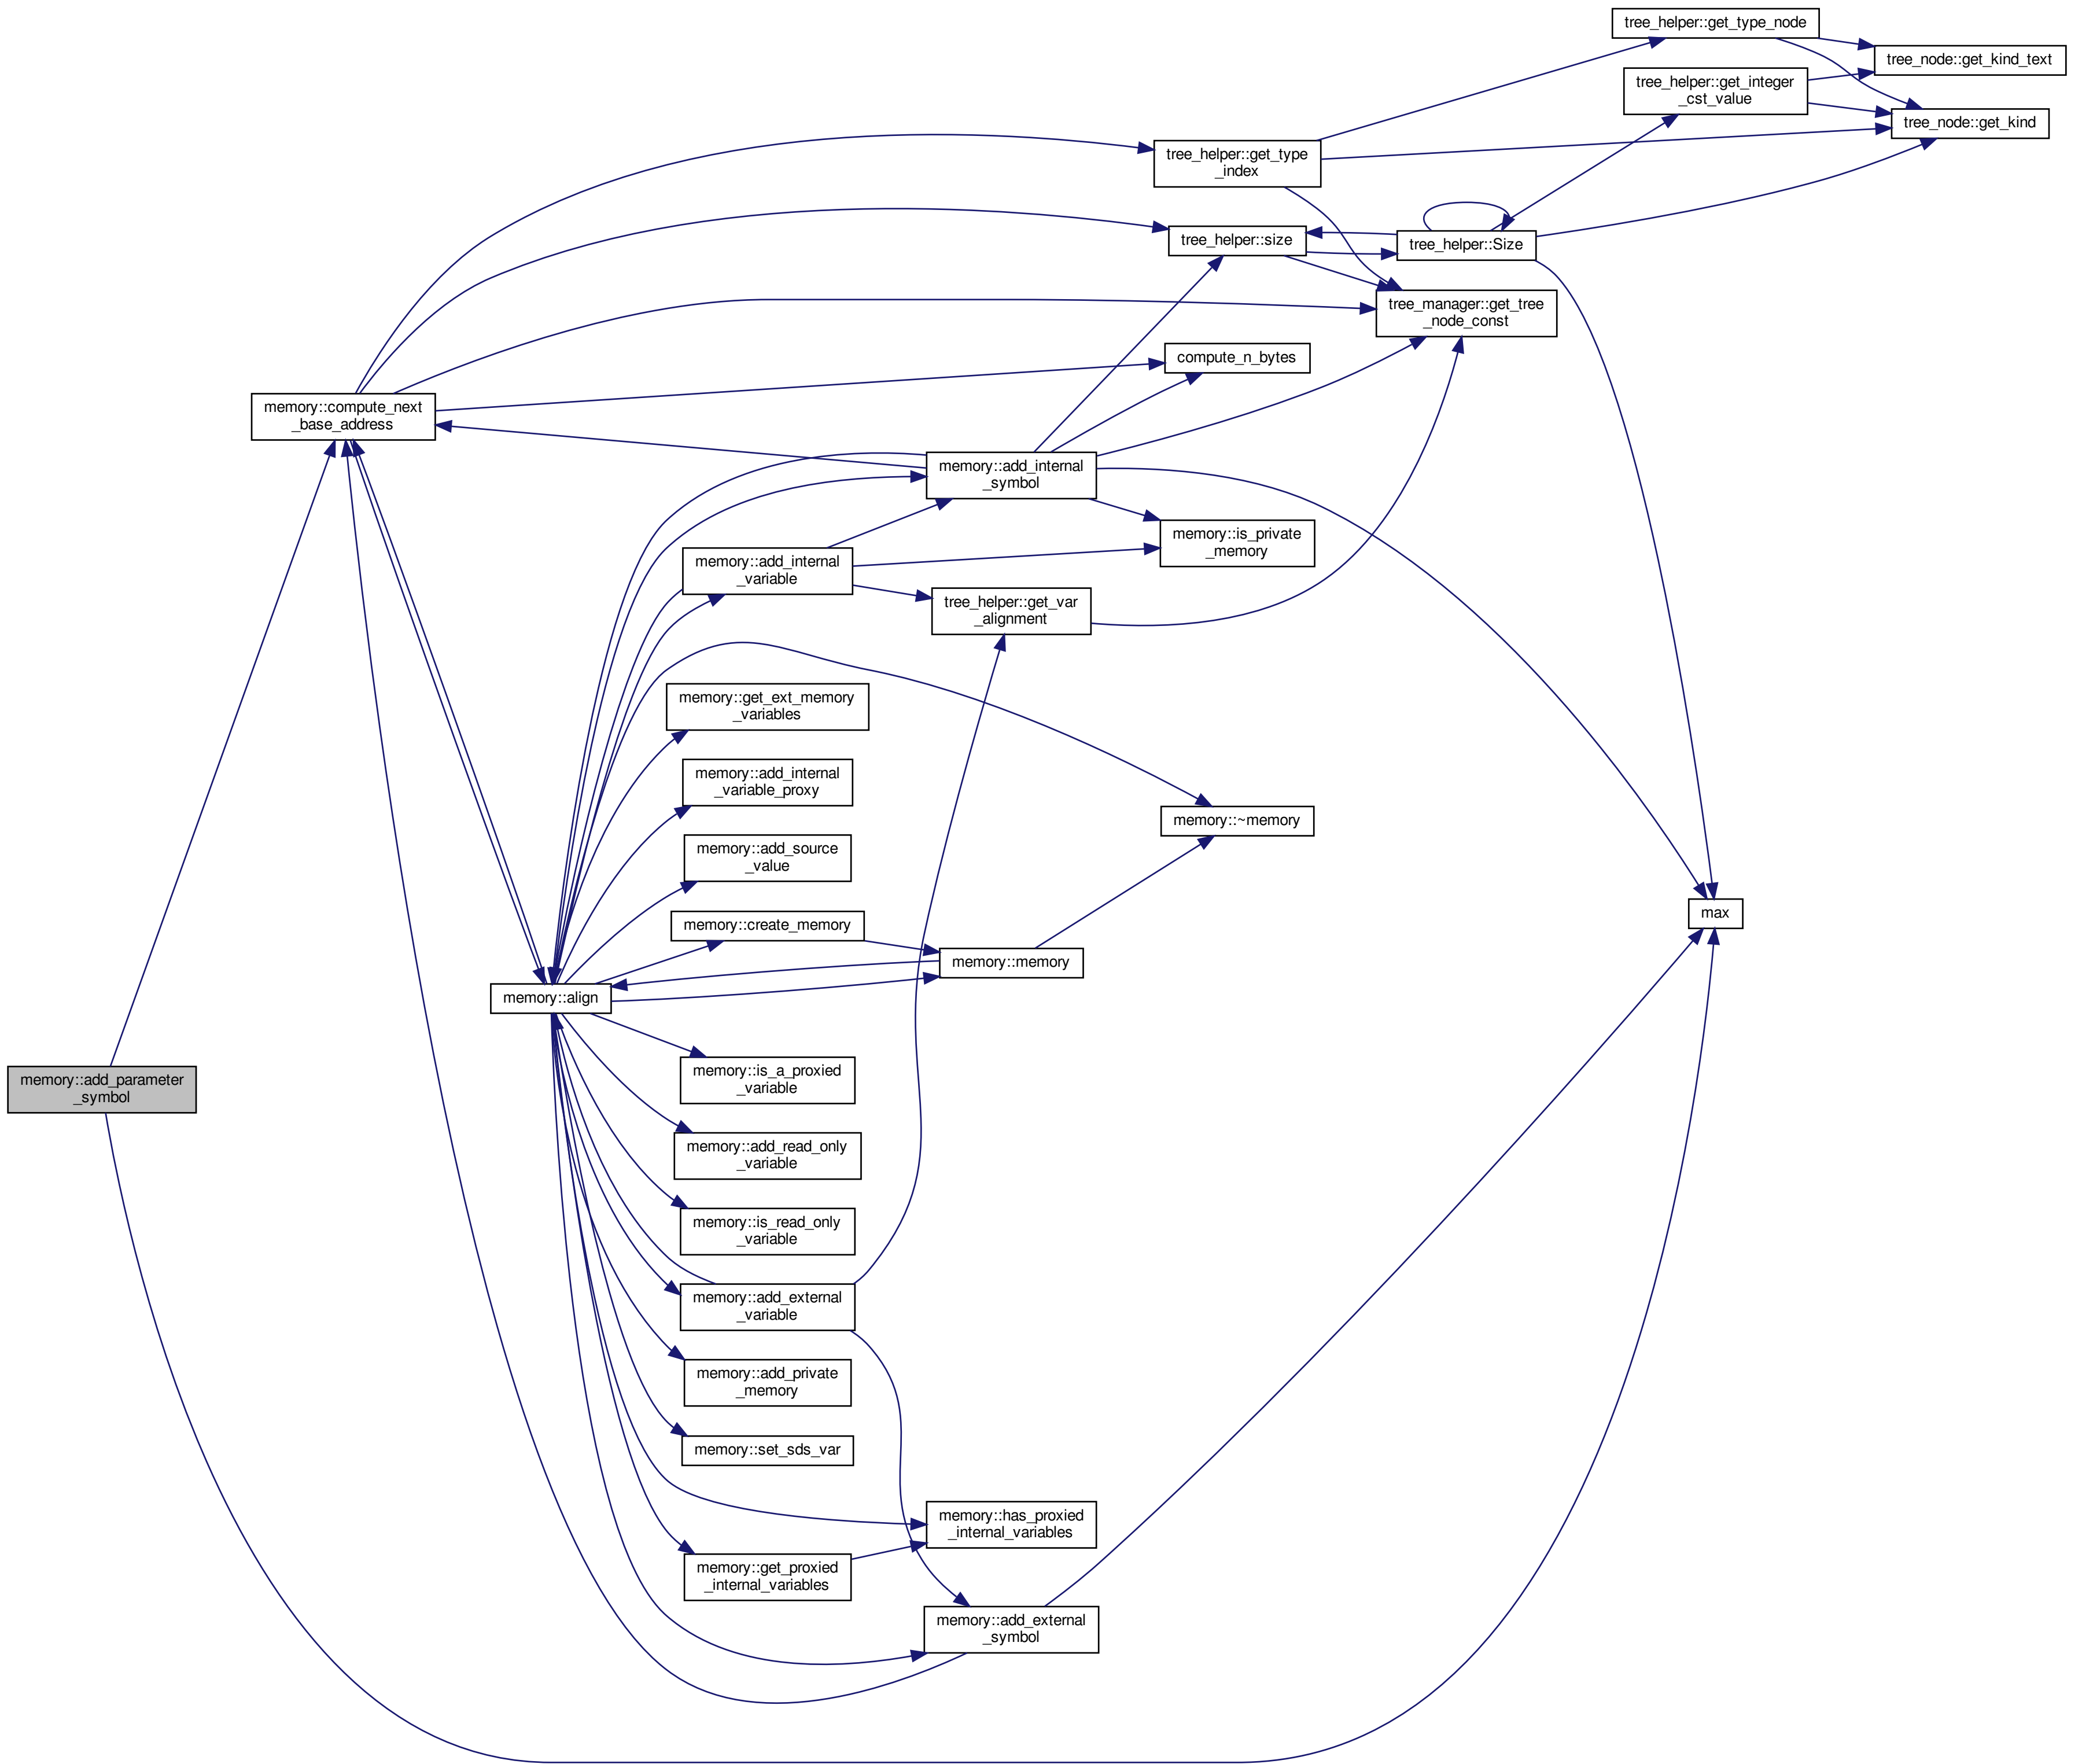 tree_helper::get_type_node
tree_node::get_kind_text
tree_helper::get_integer
_cst_value
tree_node::get_kind
tree_helper::get_type
_index
tree_helper::size
tree_helper::Size
tree_manager::get_tree
_node_const
compute_n_bytes
memory::compute_next
_base_address
memory::add_internal
_symbol
memory::is_private
_memory
memory::add_internal
_variable
tree_helper::get_var
_alignment
memory::get_ext_memory
_variables
memory::add_internal
_variable_proxy
memory::~memory
memory::add_source
_value
memory::create_memory
max
memory::memory
memory::align
memory::is_a_proxied
_variable
memory::add_parameter
_symbol
memory::add_read_only
_variable
memory::is_read_only
_variable
memory::add_external
_variable
memory::add_private
_memory
memory::set_sds_var
memory::has_proxied
_internal_variables
memory::get_proxied
_internal_variables
memory::add_external
_symbol